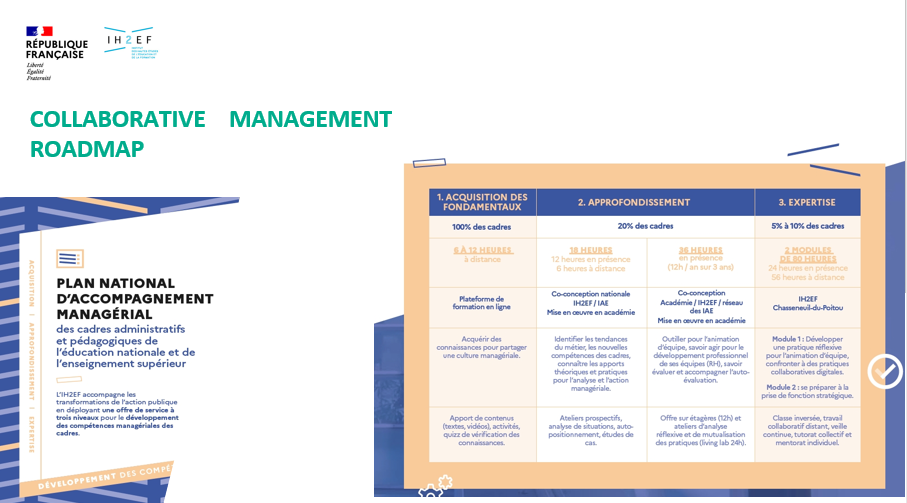 RÉPUBLIQUE
FRANÇAISE
Liberté
Égalité
Fraternité
IH2EF
COLLABORATIVE MANAGEMENT
ROADMAP
ACQUISITION | APPROFONDISSEMENT | EXPERTISE
PLAN NATIONAL
D'ACCOMPAGNEMENT
MANAGÉRIAL
des cadres administratifs
et pédagogiques de
l'éducation nationale et de
l'enseignement supérieur
L'IH2EF accompagne les
transformations de l'action publique
en déployant une offre de service à
trois niveaux pour le développement
des compétences managériales des
cadres.
DÉVELOPPEMENT DES COMPÉ
1. ACQUISITION DES
FONDAMENTAUX
2. APPROFONDISSEMENT
3. EXPERTISE
100% des cadres
20% des cadres
5% à 10% des cadres
6 À 12 HEURES
à distance
18 HEURES
12 heures en présence
6 heures à distance
36 HEURES
en présence
(12h / an sur 3 ans)
2 MODULES
DE 80 HEURES
24 heures en présence
56 heures à distance
Plateforme de
formation en ligne
Co-conception nationale
IH2EF / IAE
Mise en œuvre en académie
Co-conception
Académie / IH2EF / réseau
des IAE
Mise en œuvre en académie
IH2EF
Chasseneuil-du-Poitou
Acquérir des
connaissances pour partager
une culture managériale.
Identifier les tendances
du métier, les nouvelles
compétences des cadres,
connaître les apports
théoriques et pratiques
pour l'analyse et l'action
managériale.
Outiller pour l'animation
d'équipe, savoir agir pour le
développement professionnel
de ses équipes (RH), savoir
évaluer et accompagner l'auto-
évaluation.
Module 1 : Développer
une pratique réflexive
pour l'animation d'équipe,
confronter à des pratiques
collaboratives digitales.
Module 2 : se préparer à la
prise de fonction stratégique.
Apport de contenus
(textes, vidéos), activités,
quizz de vérification des
connaissances.
Ateliers prospectifs,
analyse de situations, auto-
positionnement, études de
cas.
Offre sur étagères (12h) et
ateliers d'analyse
réflexive et de mutualisation
des pratiques (living lab 24h).
Classe inversée, travail
collaboratif distant, veille
continue, tutorat collectif et
mentorat individuel.